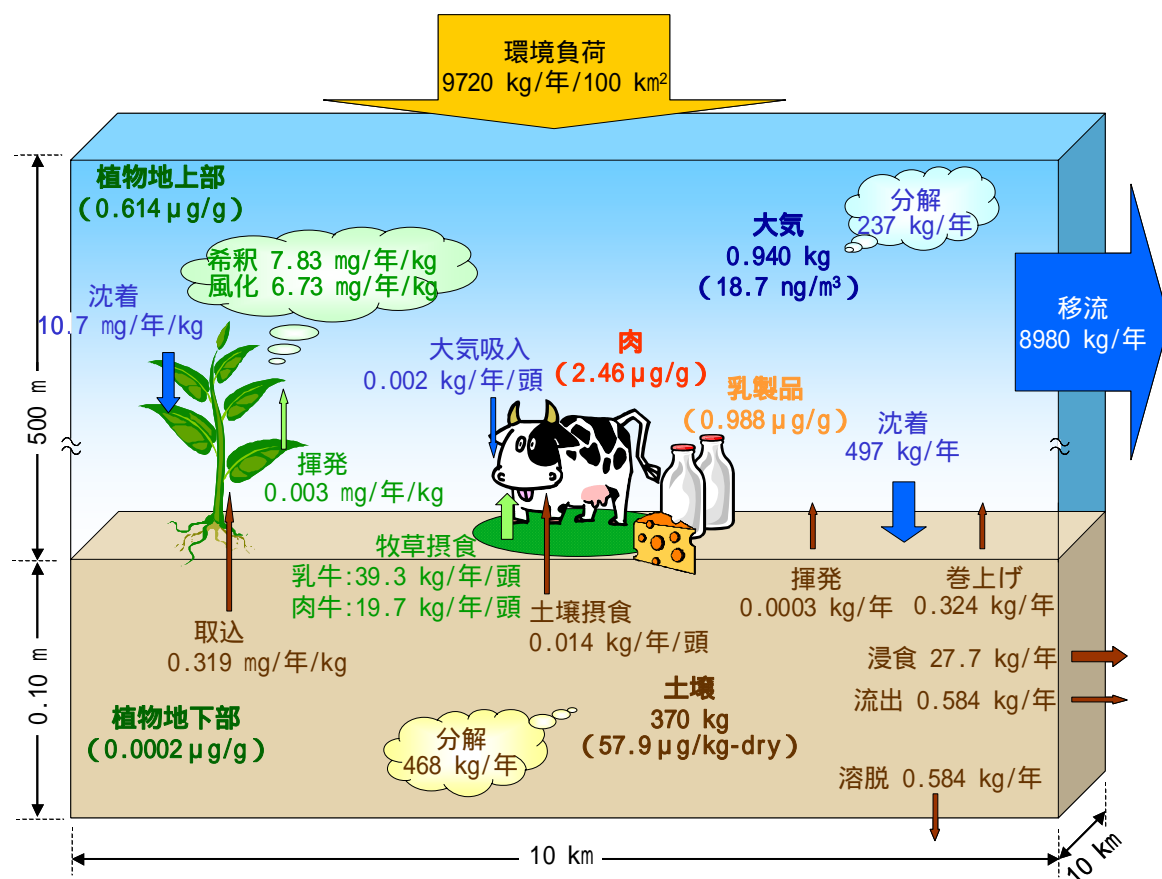 環境負荷
9720 kg/年/100 km²
植物地上部
(0.614μg/g)
分解
237 kg/年
大気
0.940 kg
(18.7 ng/m³)
希釈 7.83 mg/年/kg
風化 6.73 mg/年/kg
沈着
10.7 mg/年/kg
移流
8980 kg/年
大気吸入
0.002 kg/年/頭
肉
(2.46μg/g)
乳製品
(0.988μg/g)
沈着
497 kg/年
500 m
揮発
0.003 mg/年/kg
牧草摂食
乳牛:39.3 kg/年/頭
肉牛:19.7 kg/年/頭
揮発
0.0003 kg/年
巻上げ
0.324 kg/年
取込
0.319 mg/年/kg
土壌摂食
0.014 kg/年/頭
浸食 27.7 kg/年
流出 0.584 kg/年
0.10 m
植物地下部
(0.0002μg/g)
土壌
370 kg
(57.9μg/kg-dry)
分解
468 kg/年
溶脱 0.584 kg/年
10 km
10 km